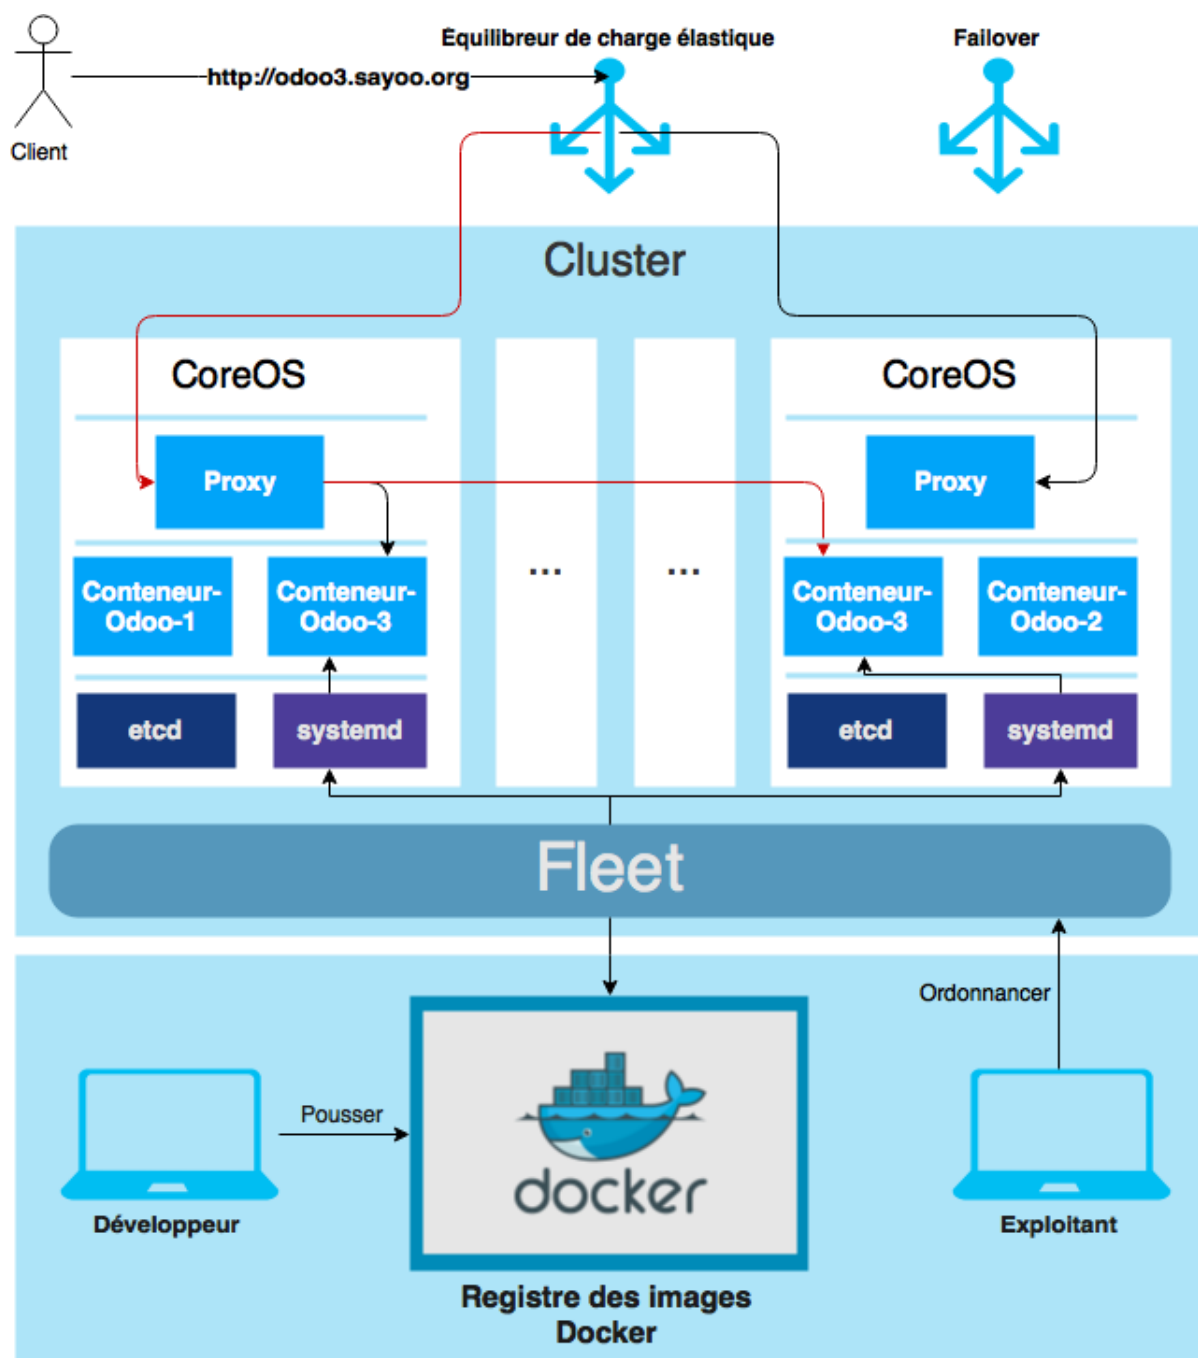 Équilibreur de charge élastique
Failover
http://odoo3.sayoo.org
Client
Cluster
CoreOS
CoreOS
Proxy
Proxy
...
...
Conteneur-
Odoo-1
Conteneur-
Odoo-3
Conteneur-
Odoo-3
Conteneur-
Odoo-2
etcd
systemd
etcd
systemd
Fleet
Ordonnancer
Pousser
docker
Développeur
Exploitant
Registre des images
Docker